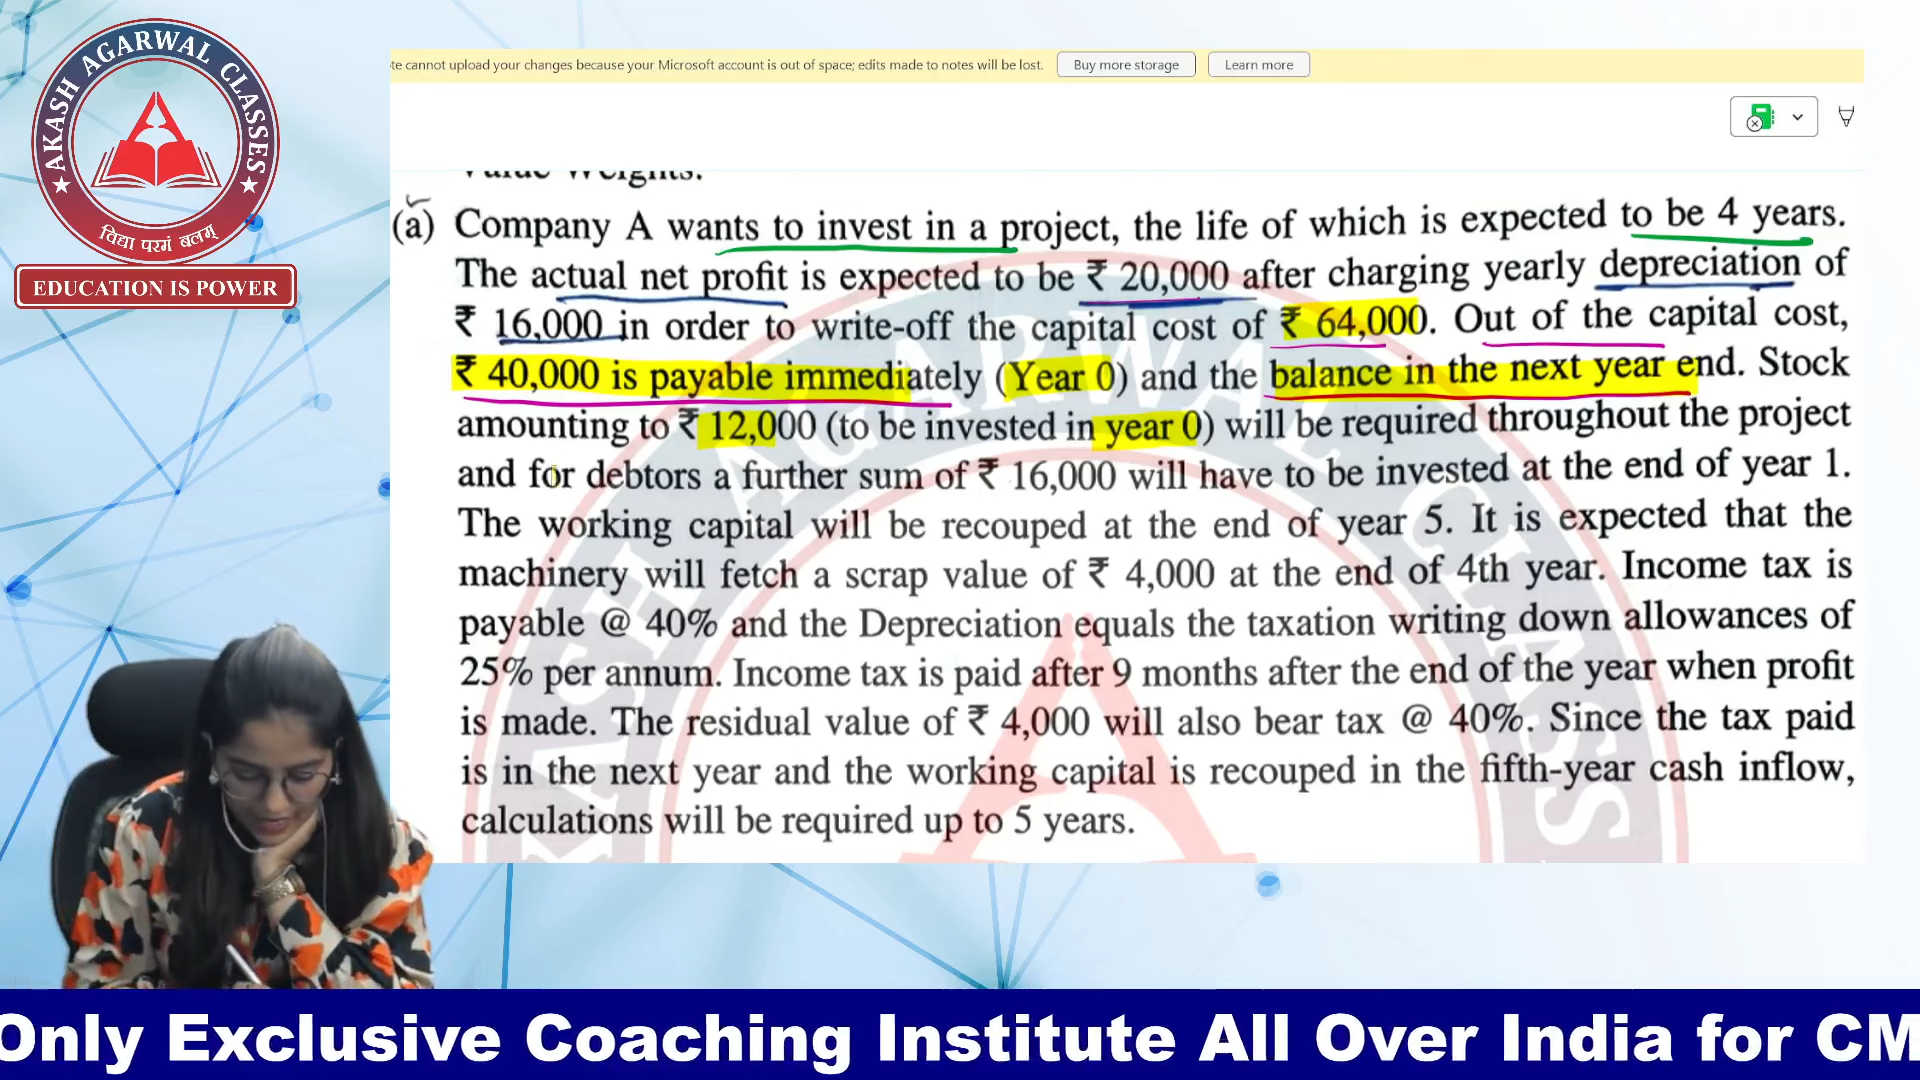 AKASH AGARWAL CLASSES
विद्या परमं बलम्
EDUCATION IS POWER
te cannot upload your changes because your Microsoft account is out of space; edits made to notes will be lost. Buy more storage Learn more
Value Weights.
(a) Company A wants to invest in a project, the life of which is expected to be 4 years.
The actual net profit is expected to be ₹ 20,000 after charging yearly depreciation of
₹ 16,000 in order to write-off the capital cost of ₹ 64,000. Out of the capital cost,
₹ 40,000 is payable immediately (Year 0) and the balance in the next year end. Stock
amounting to ₹ 12,000 (to be invested in year 0) will be required throughout the project
and for debtors a further sum of ₹ 16,000 will have to be invested at the end of year 1.
The working capital will be recouped at the end of year 5. It is expected that the
machinery will fetch a scrap value of ₹ 4,000 at the end of 4th year. Income tax is
payable @ 40% and the Depreciation equals the taxation writing down allowances of
25% per annum. Income tax is paid after 9 months after the end of the year when profit
is made. The residual value of ₹ 4,000 will also bear tax @ 40%. Since the tax paid
is in the next year and the working capital is recouped in the fifth-year cash inflow,
calculations will be required up to 5 years.
AKASH AGARWAL CLASS
Only Exclusive Coaching Institute All Over India for CM